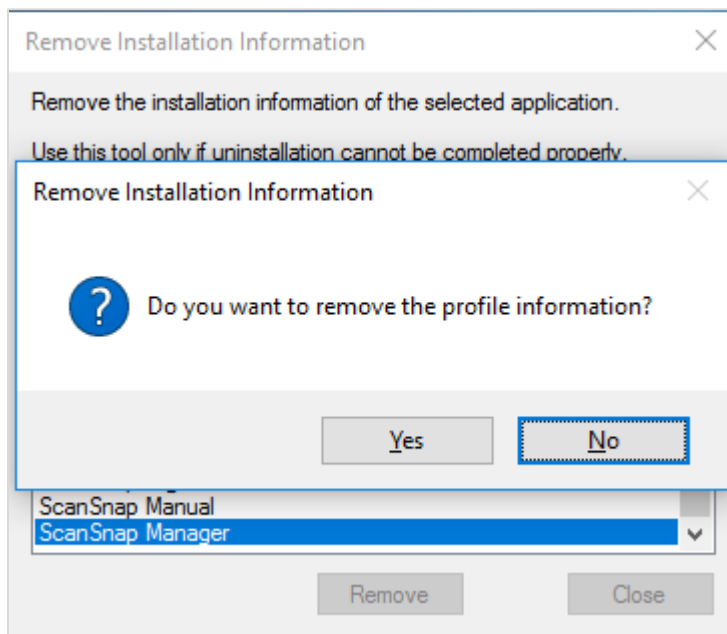 Remove Installation Information
Remove the installation information of the selected application.
Use this tool only if uninstallation cannot be completed properly.
Remove Installation Information
Do you want to remove the profile information?
Yes
No
ScanSnap Manual
ScanSnap Manager
Remove
Close